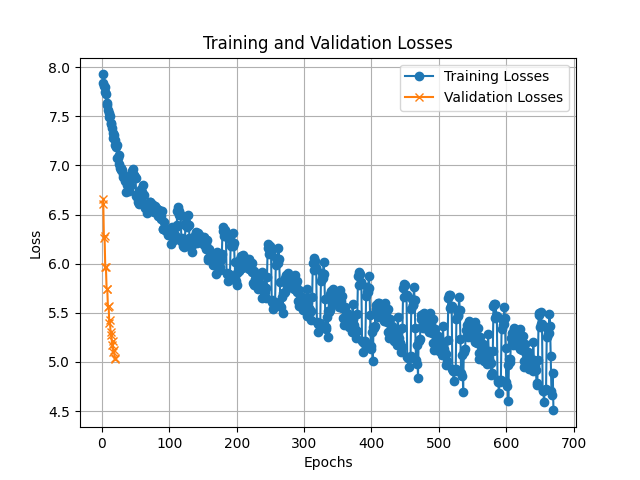 Training and Validation Losses
Training Losses
Validation Losses
8.0
7.5
7.0
6.5
6.0
5.5
5.0
4.5
Loss
0 100 200 300 400 500 600 700
Epochs